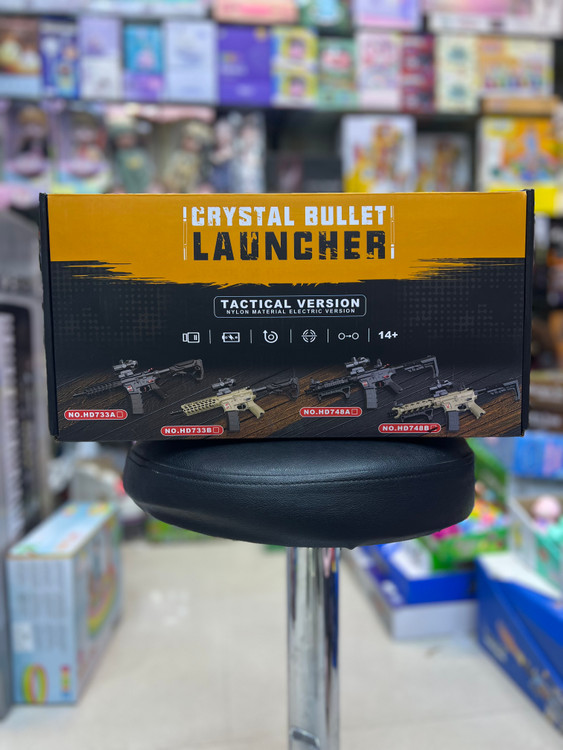 CRYSTAL BULLET
LAUNCHER
TACTICAL VERSION
NYLON MATERIAL ELECTRIC VERSION
14+
NO.HD733A
NO.HD733B
NO.HD748A
NO.HD748B